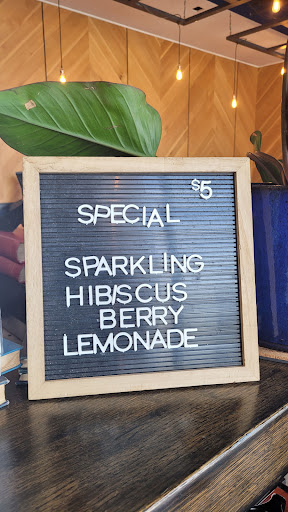 $5
SPECIAL
SPARKLING
HIBISCUS
BERRY
LEMONADE